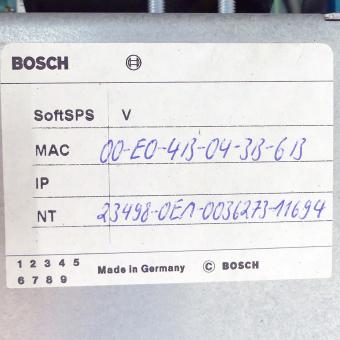 BOSCH
SoftSPS V
MAC 00-E0-4B-04-3B-6B
IP
NT 23498-OEM-0036273-11694
1 2 3 4 5
6 7 8 9
Made in Germany © BOSCH